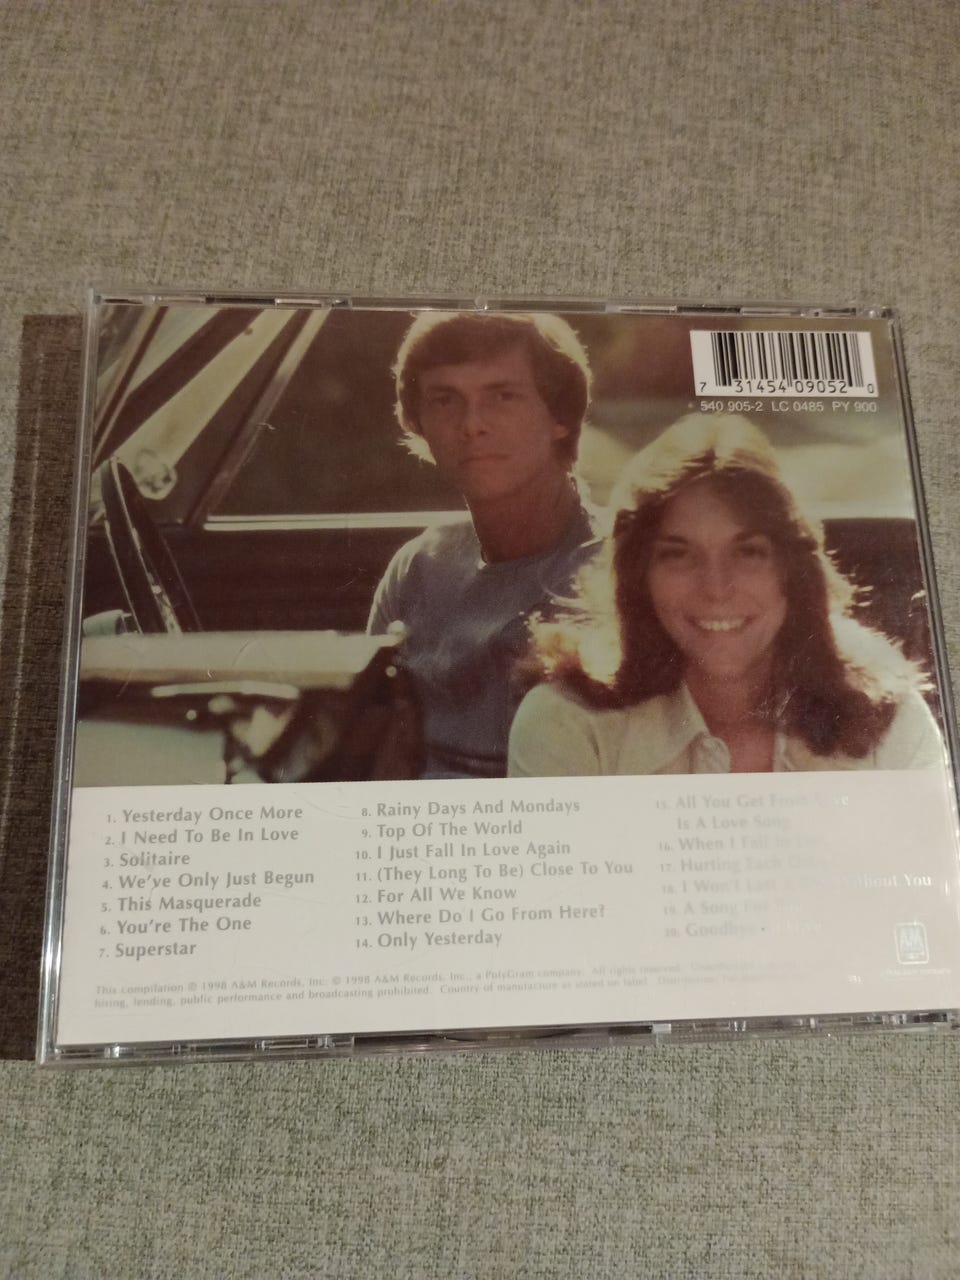 7 31454 09052 0
540 905-2 LC 0485 PY 900
1. Yesterday Once More
2. I Need To Be In Love
3. Solitaire
4. We've Only Just Begun
5. This Masquerade
6. You're The One
7. Superstar
8. Rainy Days And Mondays
9. Top Of The World
10. I Just Fall In Love Again
11. (They Long To Be) Close To You
12. For All We Know
13. Where Do I Go From Here?
14. Only Yesterday
15. All You Get From Love
Is A Love Song
16. When I Fall In
17. Hurting Each
18. I Won't Last A Without You
19. A Song For You
20. Goodbye
A&M
This compilation ℗ 1998 A&M Records, Inc. © 1998 A&M Records, Inc., a PolyGram company. All rights reserved. Unauthorized
hiring, lending, public performance and broadcasting prohibited. Country of manufacture as stated on label.